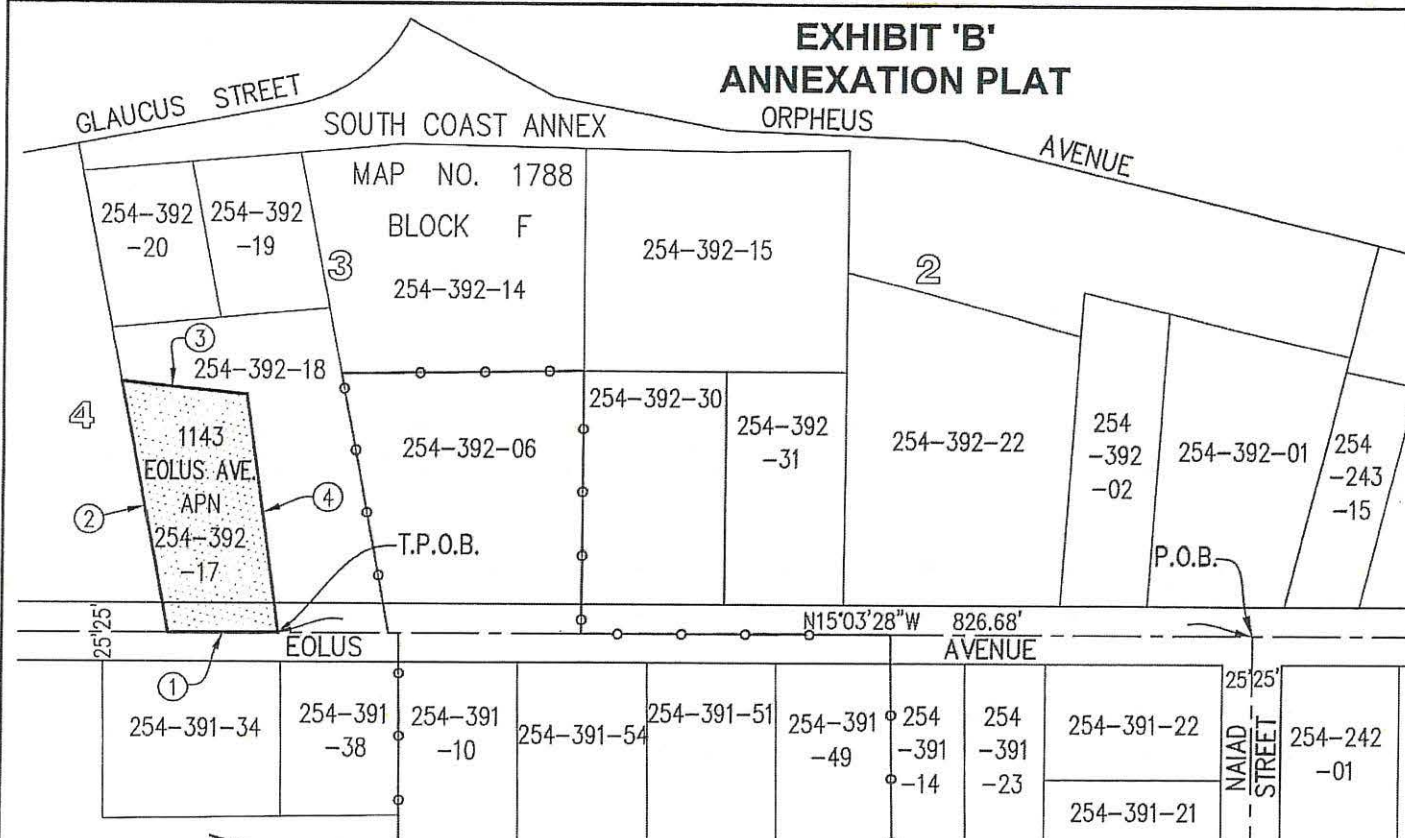 EXHIBIT 'B'
ANNEXATION PLAT
GLAUCUS STREET
SOUTH COAST ANNEX
ORPHEUS
AVENUE
MAP NO. 1788
BLOCK F
254-392
-20
254-392
-19
3
254-392-14
254-392-15
2
3
254-392-18
4
1143
EOLUS AVE.
APN
254-392
-17
2
4
T.P.O.B.
254-392-06
254-392-30
254-392
-31
254-392-22
254
-392
-02
254-392-01
254
-243
-15
P.O.B.
25'25'
N15°03'28"W 826.68'
EOLUS
AVENUE
1
254-391-34
254-391
-38
254-391
-10
254-391-54
254-391-51
254-391
-49
254
-391
-14
254
-391
-23
254-391-22
254-391-21
25'25'
NAIAD
STREET
254-242
-01